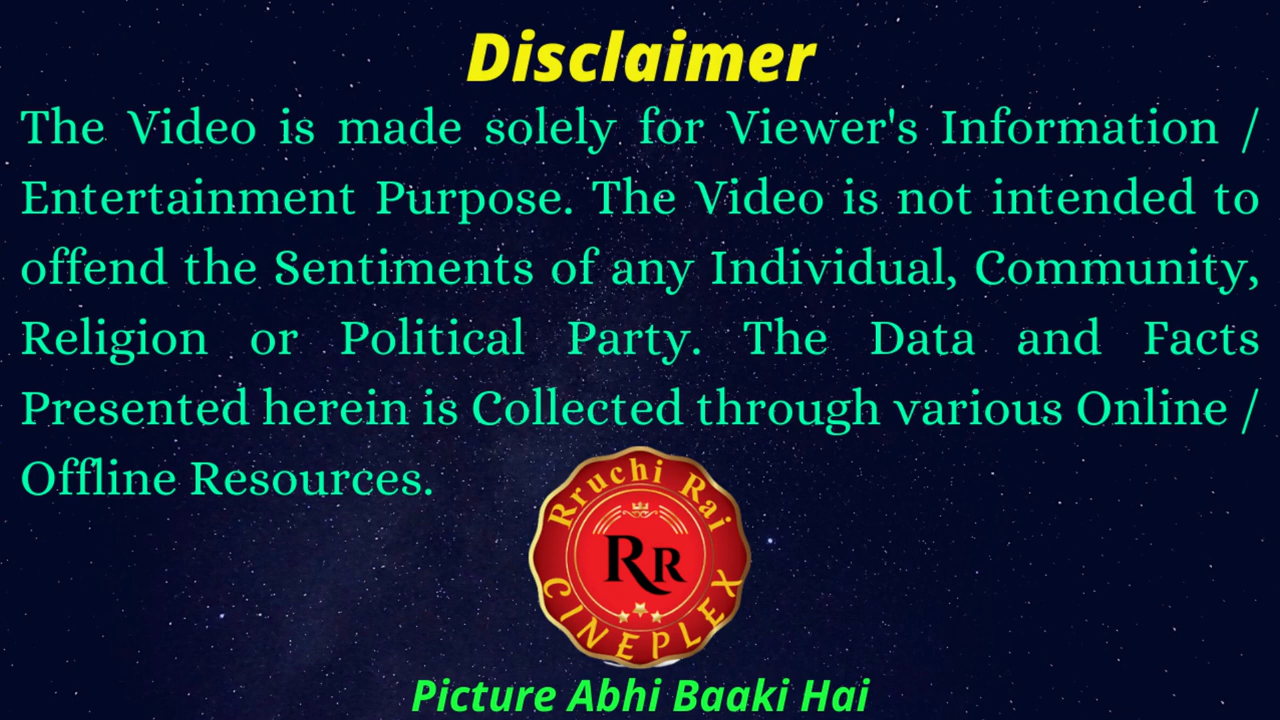 Disclaimer
The Video is made solely for Viewer's Information /
Entertainment Purpose. The Video is not intended to
offend the Sentiments of any Individual, Community,
Religion or Political Party. The Data and Facts
Presented herein is Collected through various Online /
Offline Resources.
Rruchi Rai
RR
CINEPLEX
Picture Abhi Baaki Hai